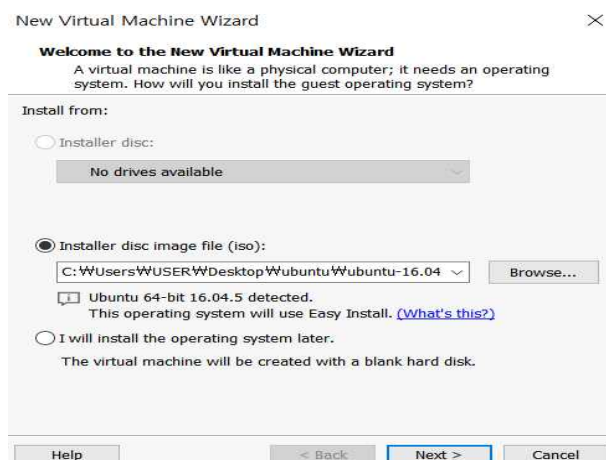 New Virtual Machine Wizard
Welcome to the New Virtual Machine Wizard
A virtual machine is like a physical computer; it needs an operating
system. How will you install the guest operating system?
Install from:
Installer disc:
No drives available
Installer disc image file (iso):
C:₩Users₩USER₩Desktop₩ubuntu₩ubuntu-16.04
Browse...
Ubuntu 64-bit 16.04.5 detected.
This operating system will use Easy Install. (What's this?)
I will install the operating system later.
The virtual machine will be created with a blank hard disk.
Help < Back Next > Cancel